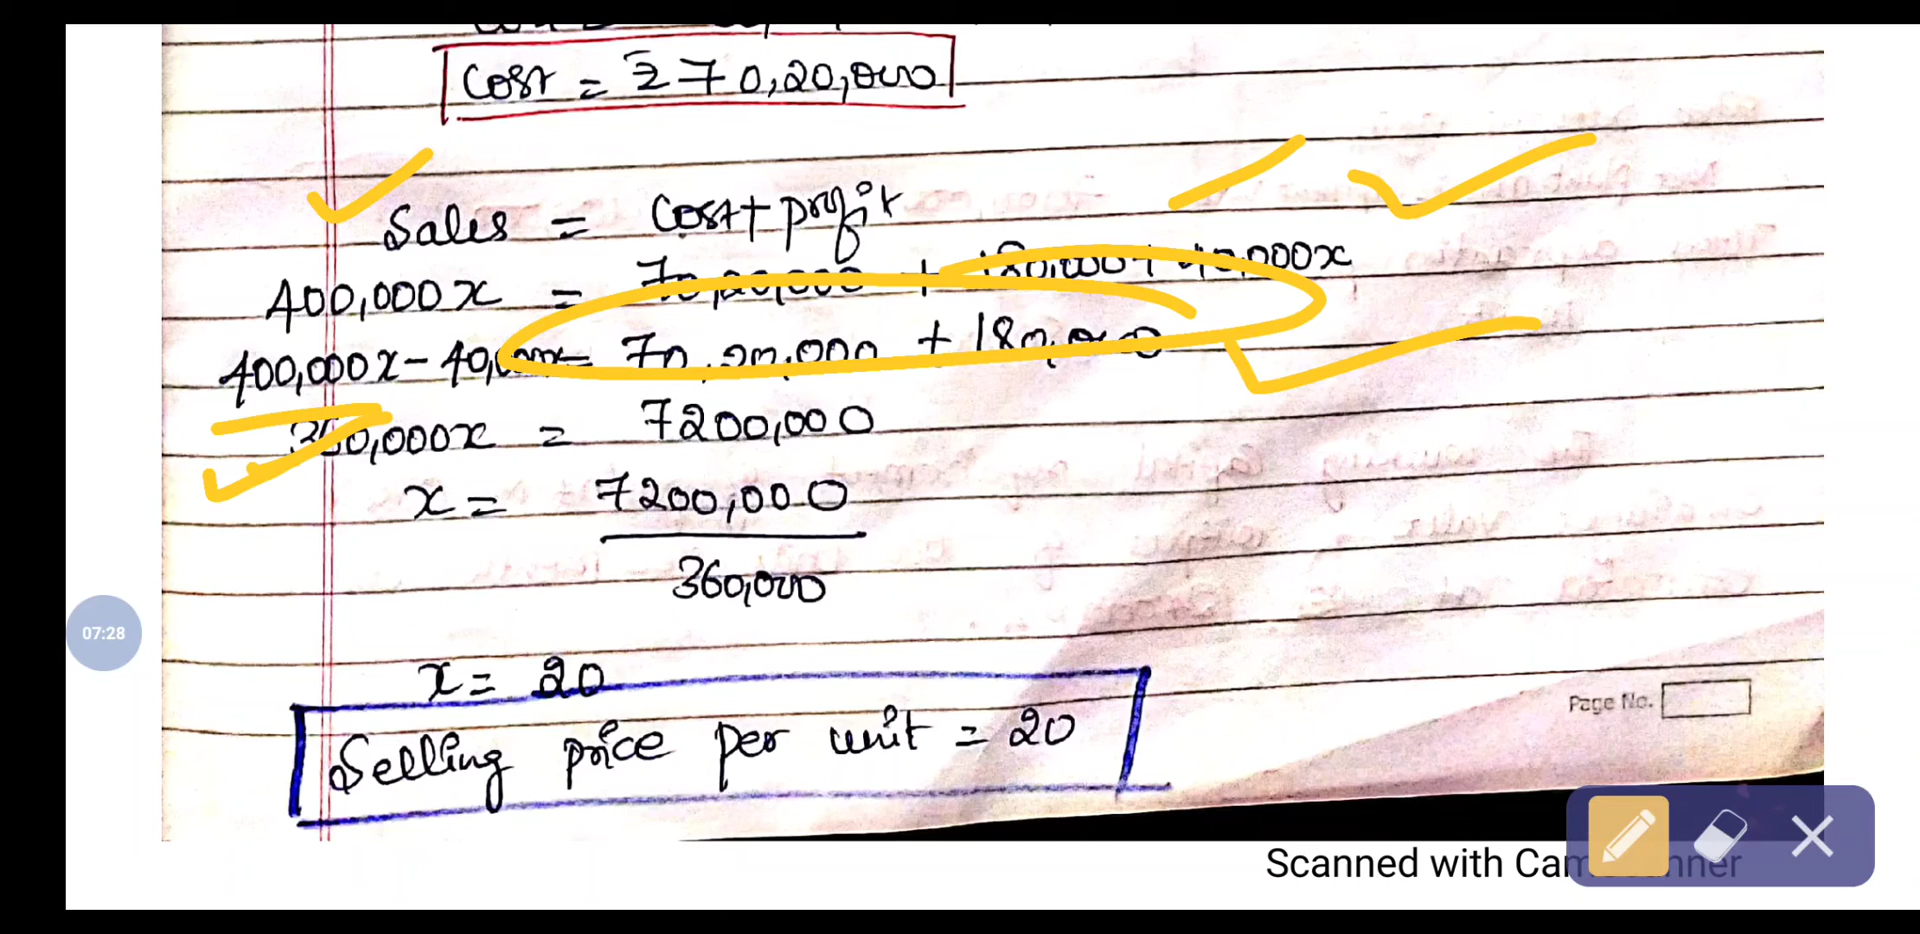 Cost = ₹ 70,20,000
Sales = Cost + profit
400,000x = 70,20,000 + 180,000 + 40,000x
400,000x - 40,000x = 70,20,000 + 180,000
360,000x = 7200,000
x = 7200,000
360,000
x = 20
Selling price per unit = 20
Page No.
07:28
Scanned with